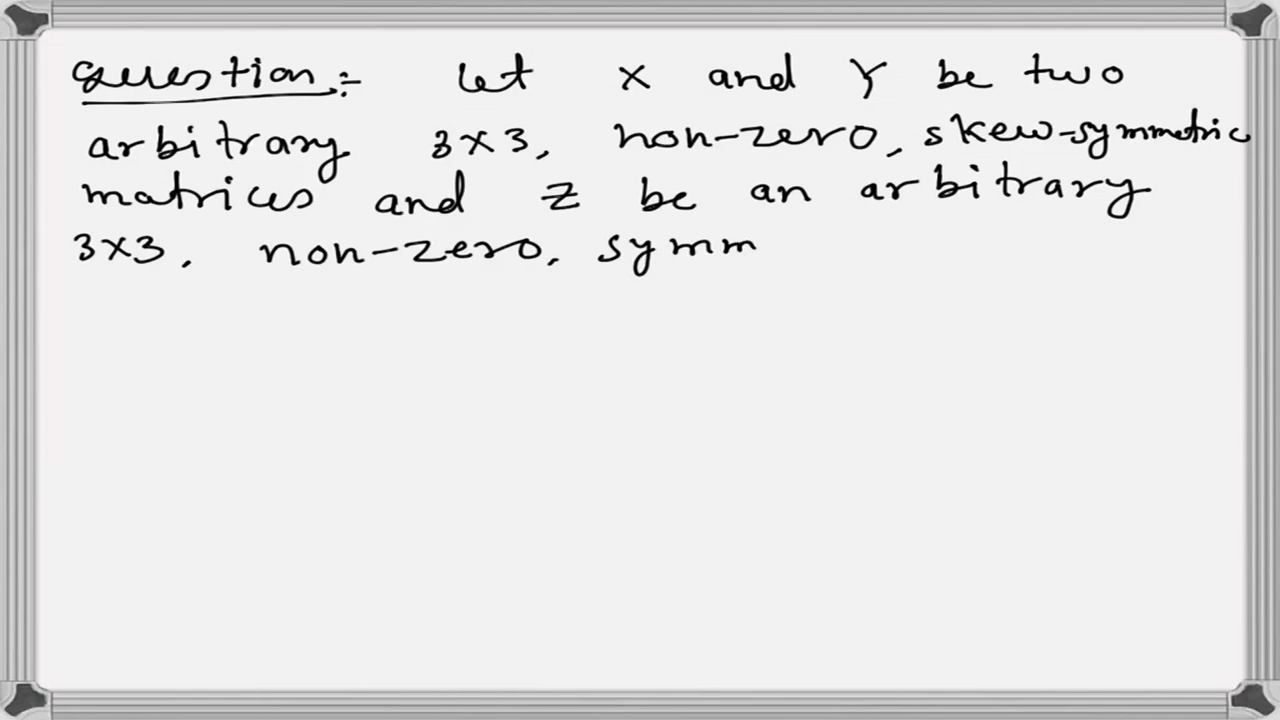 Question:- Let X and Y be two
arbitrary 3×3, non-zero, skew-symmetric
matrices and Z be an arbitrary
3×3, non-zero, symm